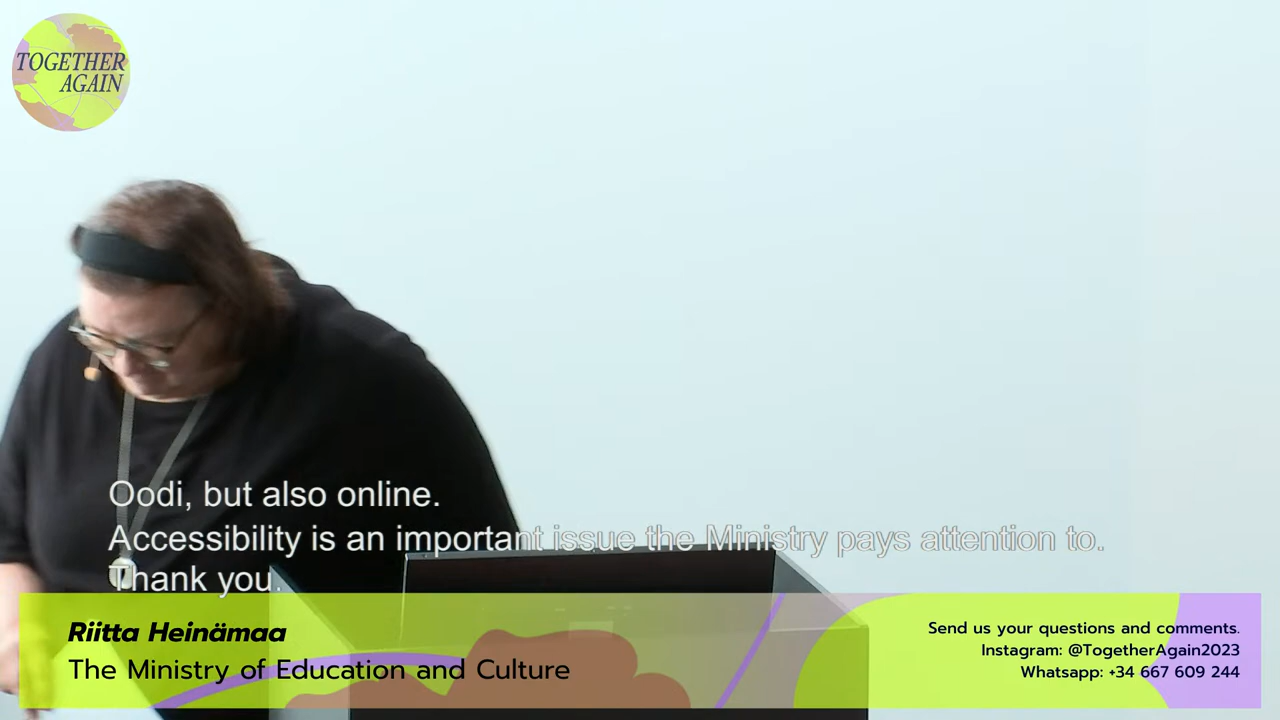 TOGETHER
AGAIN
Oodi, but also online.
Accessibility is an important issue the Ministry pays attention to.
Thank you.
Riitta Heinämaa
The Ministry of Education and Culture
Send us your questions and comments.
Instagram: @TogetherAgain2023
Whatsapp: +34 667 609 244